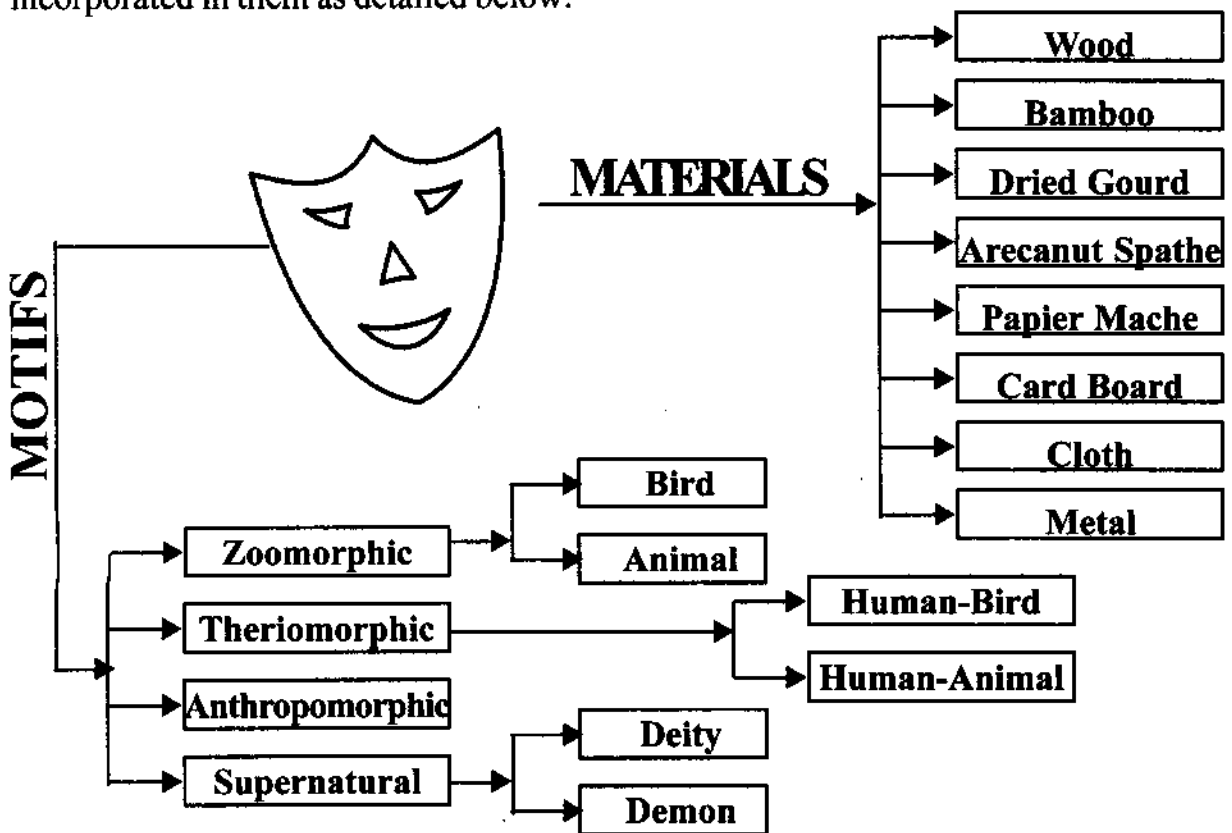 incorporated in them as detailed below:
Wood
Bamboo
MATERIALS
Dried Gourd
Arecanut Spathe
Papier Mache
Card Board
Cloth
Metal
MOTIFS
Zoomorphic
Bird
Animal
Theriomorphic
Human-Bird
Human-Animal
Anthropomorphic
Supernatural
Deity
Demon